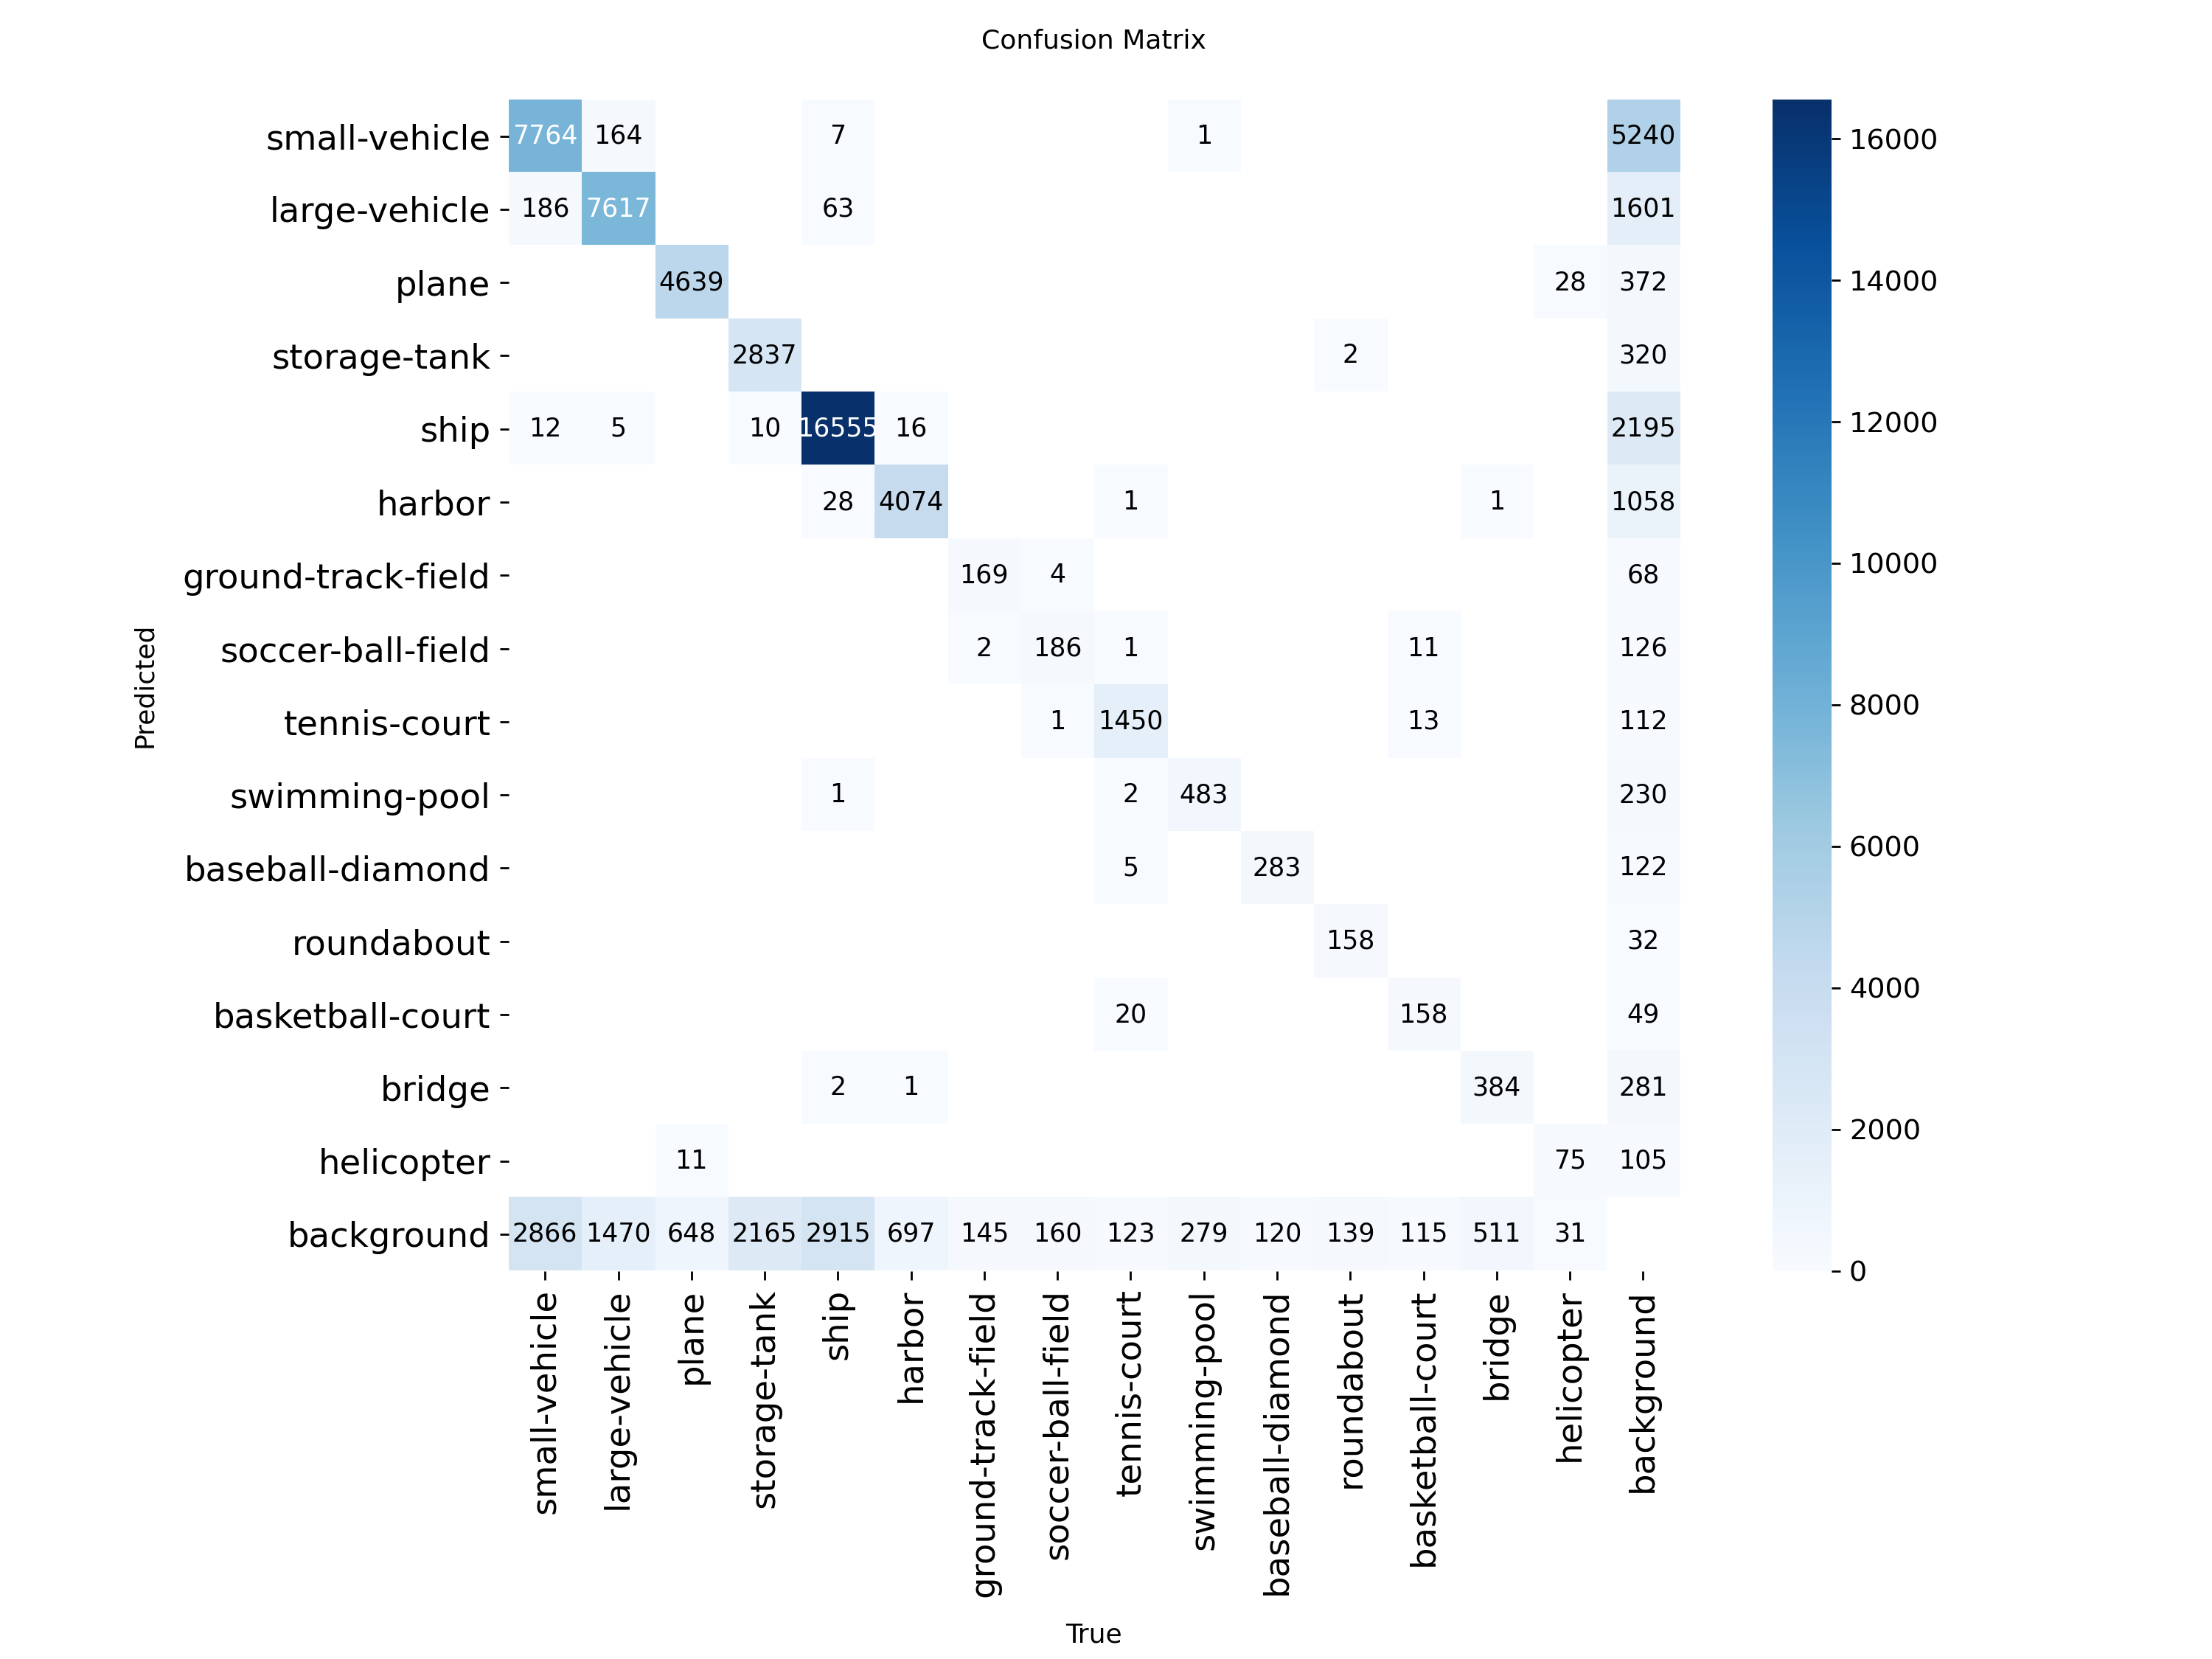 Confusion Matrix
small-vehicle 7764 164 7 1 5240
large-vehicle 186 7617 63 1601
plane 4639 28 372
storage-tank 2837 2 320
ship 12 5 10 16555 16 2195
harbor 28 4074 1 1 1058
ground-track-field 169 4 68
soccer-ball-field 2 186 1 11 126
tennis-court 1 1450 13 112
swimming-pool 1 2 483 230
baseball-diamond 5 283 122
roundabout 158 32
basketball-court 20 158 49
bridge 2 1 384 281
helicopter 11 75 105
background 2866 1470 648 2165 2915 697 145 160 123 279 120 139 115 511 31
Predicted
small-vehicle
large-vehicle
plane
storage-tank
ship
harbor
ground-track-field
soccer-ball-field
tennis-court
swimming-pool
baseball-diamond
roundabout
basketball-court
bridge
helicopter
background
True
16000
14000
12000
10000
8000
6000
4000
2000
0